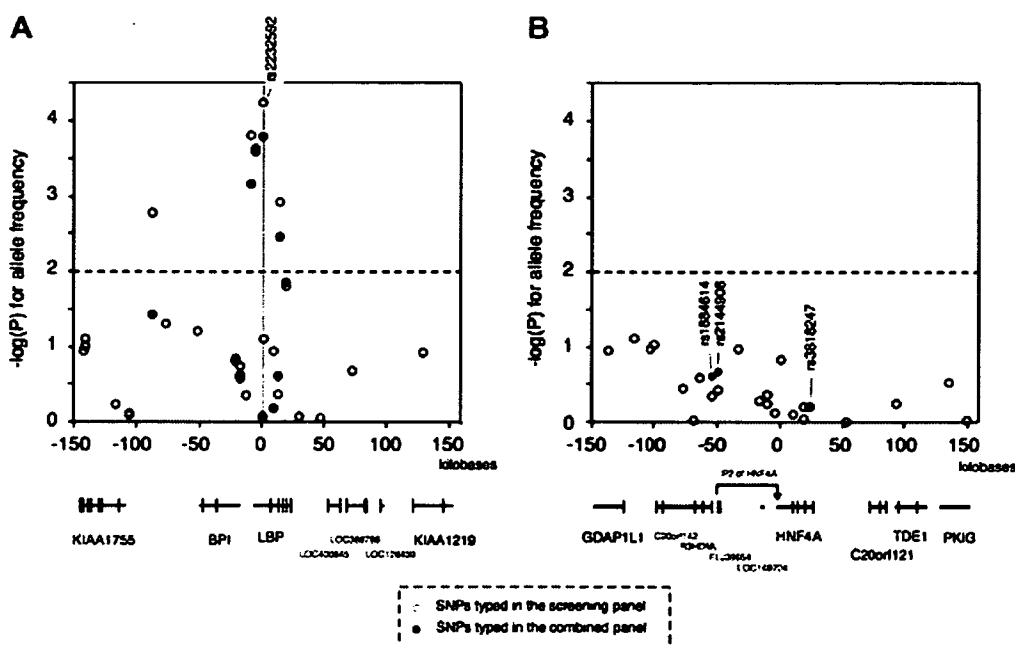 A
rs2232592
-log(P) for allele frequency
4
3
2
1
0
-150 -100 -50 0 50 100 150
kilobases
KIAA1755 BPI LBP KIAA1219
B
-log(P) for allele frequency
4
3
2
1
0
rs1884614
rs2144908
rs3818247
-150 -100 -50 0 50 100 150
kilobases
P2 of HNF4A
GDAP1L1 C20orf142 HNF4A C20orf121 TDE1 PKIG
SNPs typed in the screening panel
SNPs typed in the combined panel